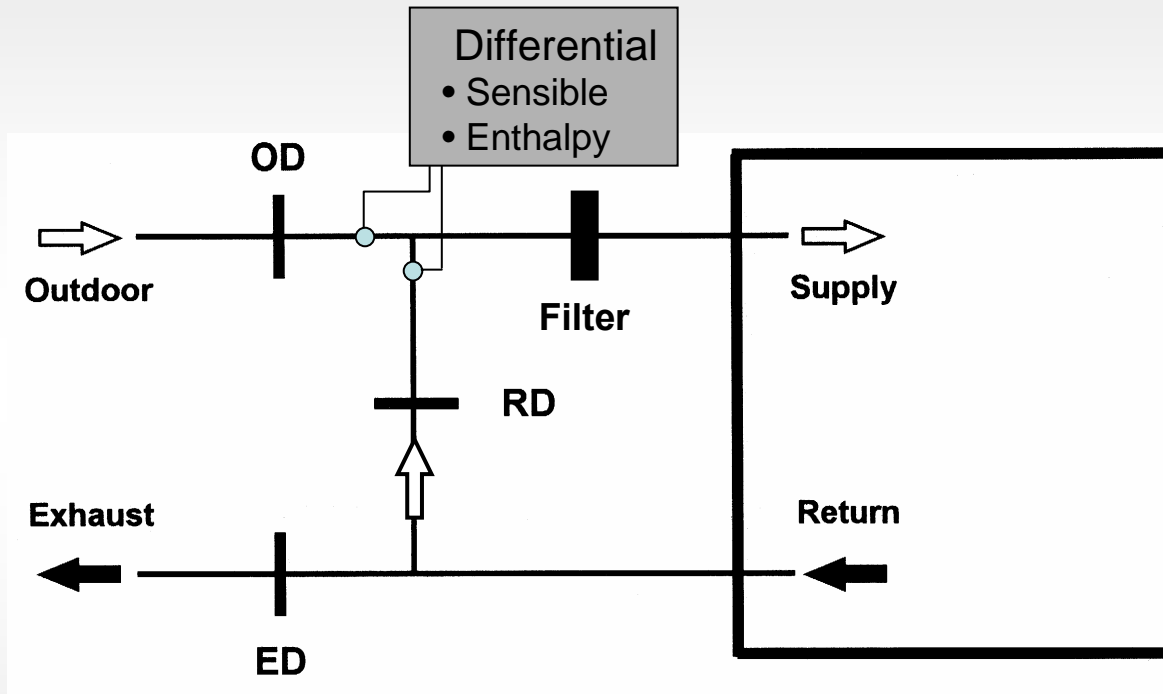 Differential
• Sensible
• Enthalpy
OD
Outdoor
Filter
Supply
RD
Exhaust
Return
ED